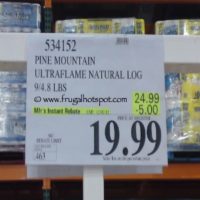 534152
PINE MOUNTAIN
ULTRAFLAME NATURAL LOG
9/4.8 LBS
© www.frugalhotspot.com
24.99
Mfr's Instant Rebate
-5.00
19.99
463